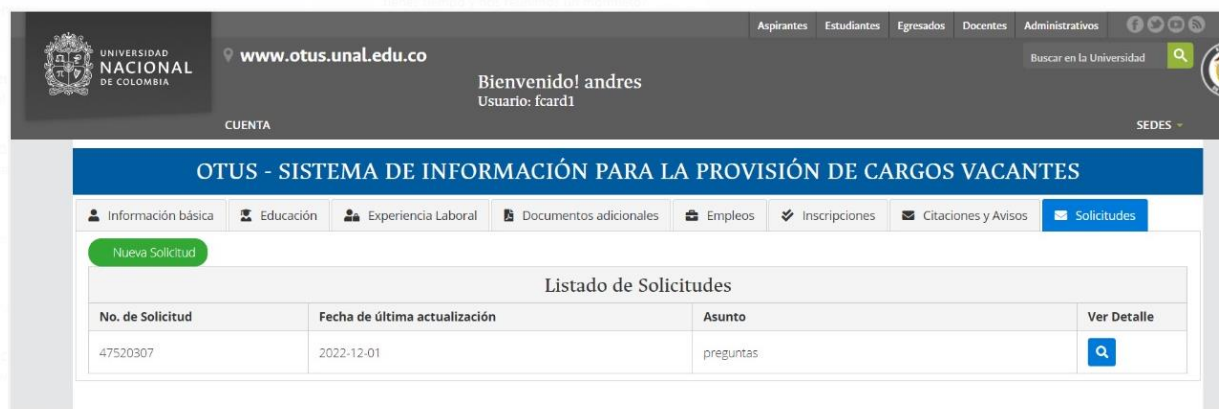 Aspirantes Estudiantes Egresados Docentes Administrativos
UNIVERSIDAD
NACIONAL
DE COLOMBIA
www.otus.unal.edu.co
Buscar en la Universidad
Bienvenido! andres
Usuario: fcard1
CUENTA SEDES
OTUS - SISTEMA DE INFORMACIÓN PARA LA PROVISIÓN DE CARGOS VACANTES
Información básica Educación Experiencia Laboral Documentos adicionales Empleos Inscripciones Citaciones y Avisos Solicitudes
Nueva Solicitud
Listado de Solicitudes
No. de Solicitud Fecha de última actualización Asunto Ver Detalle
47520307 2022-12-01 preguntas